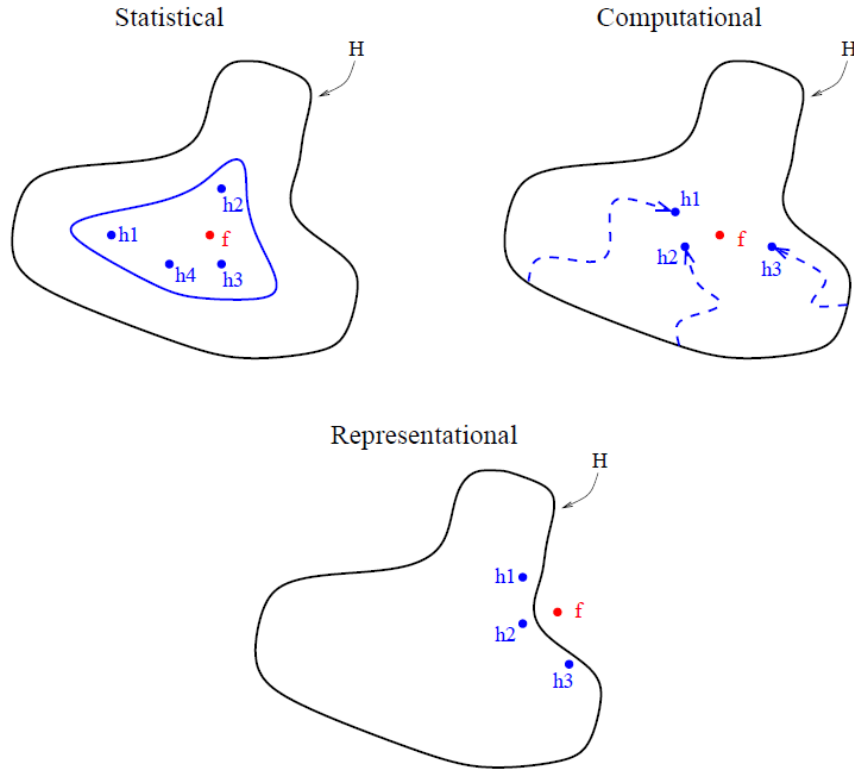 Statistical
H
h2
h1
f
h4
h3
Computational
H
h1
f
h2
h3
Representational
H
h1
f
h2
h3